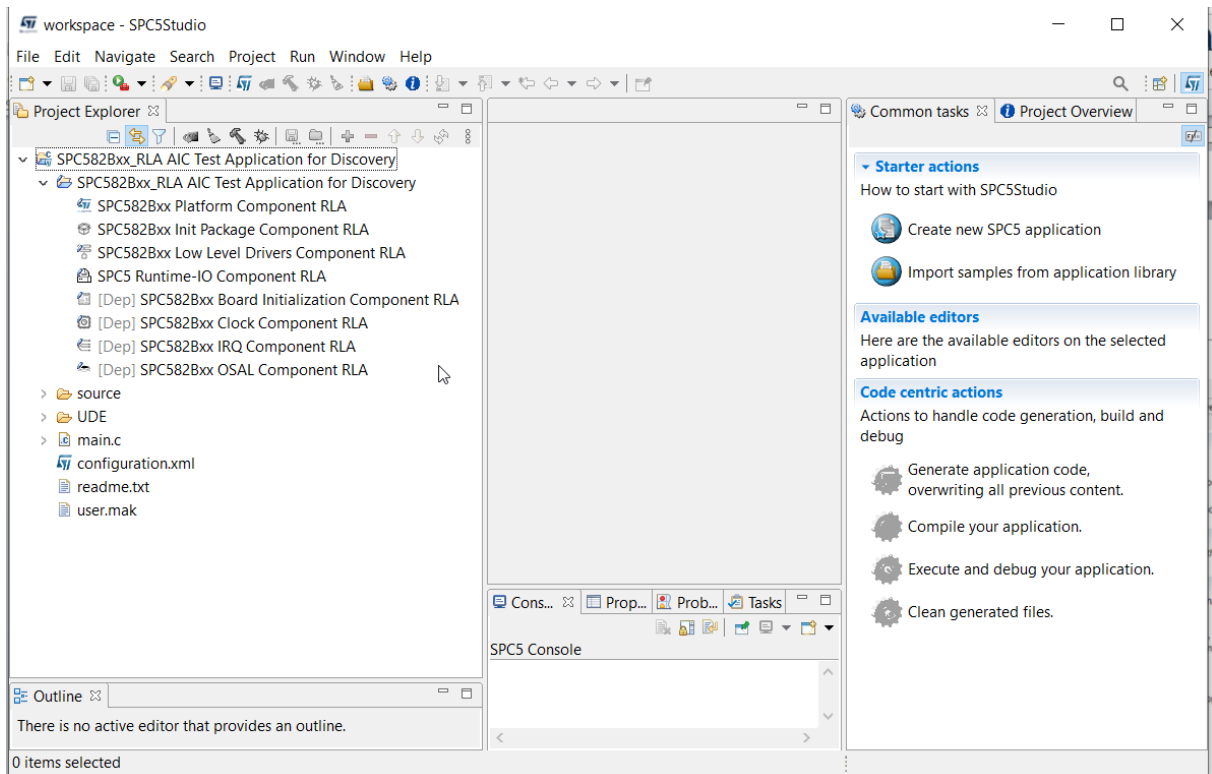 workspace - SPC5Studio
File Edit Navigate Search Project Run Window Help
Project Explorer
SPC582Bxx_RLA AIC Test Application for Discovery
SPC582Bxx_RLA AIC Test Application for Discovery
SPC582Bxx Platform Component RLA
SPC582Bxx Init Package Component RLA
SPC582Bxx Low Level Drivers Component RLA
SPC5 Runtime-IO Component RLA
[Dep] SPC582Bxx Board Initialization Component RLA
[Dep] SPC582Bxx Clock Component RLA
[Dep] SPC582Bxx IRQ Component RLA
[Dep] SPC582Bxx OSAL Component RLA
source
UDE
main.c
configuration.xml
readme.txt
user.mak
Outline
There is no active editor that provides an outline.
0 items selected
Cons... Prop... Prob... Tasks
SPC5 Console
Common tasks Project Overview
Starter actions
How to start with SPC5Studio
Create new SPC5 application
Import samples from application library
Available editors
Here are the available editors on the selected
application
Code centric actions
Actions to handle code generation, build and
debug
Generate application code,
overwriting all previous content.
Compile your application.
Execute and debug your application.
Clean generated files.